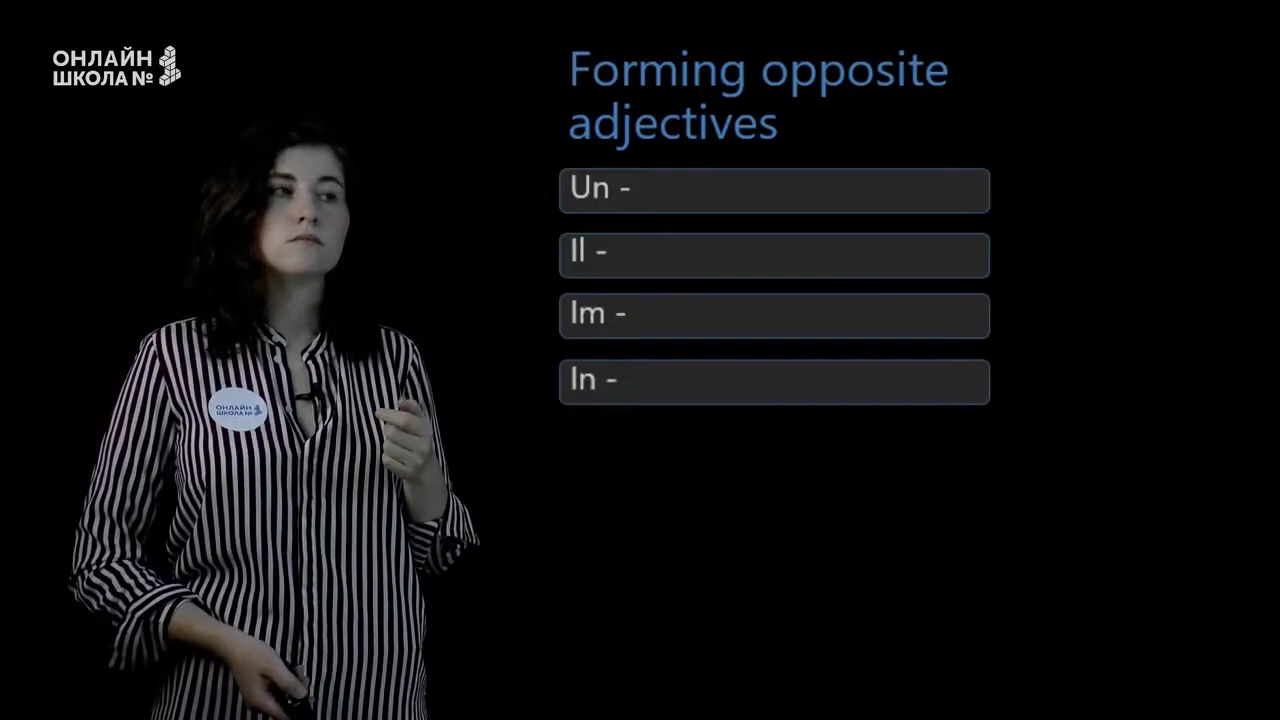 ОНЛАЙН
ШКОЛА №
Forming opposite
adjectives
Un -
Il -
Im -
In -
ОНЛАЙН
ШКОЛА №